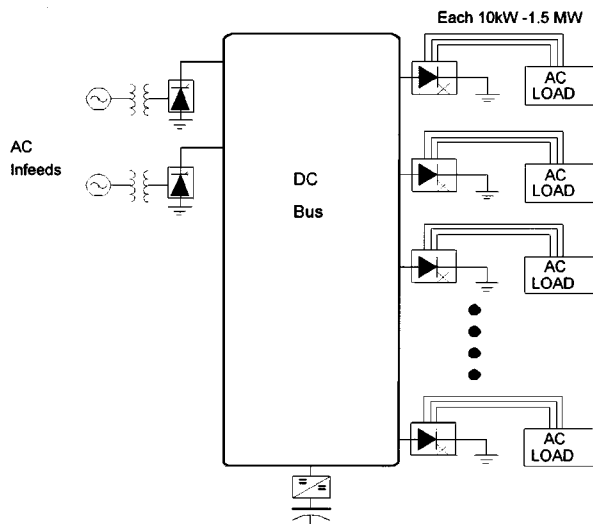 Each 10kW -1.5 MW
AC
LOAD
AC
Infeeds
AC
LOAD
DC
Bus
AC
LOAD
AC
LOAD